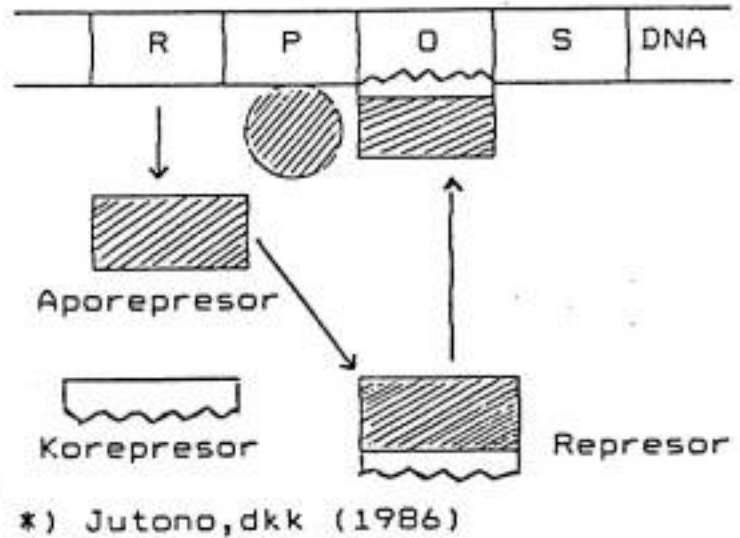 R P O S DNA
Aporepresor
Korepresor
Represor
*) Jutono,dkk (1986)